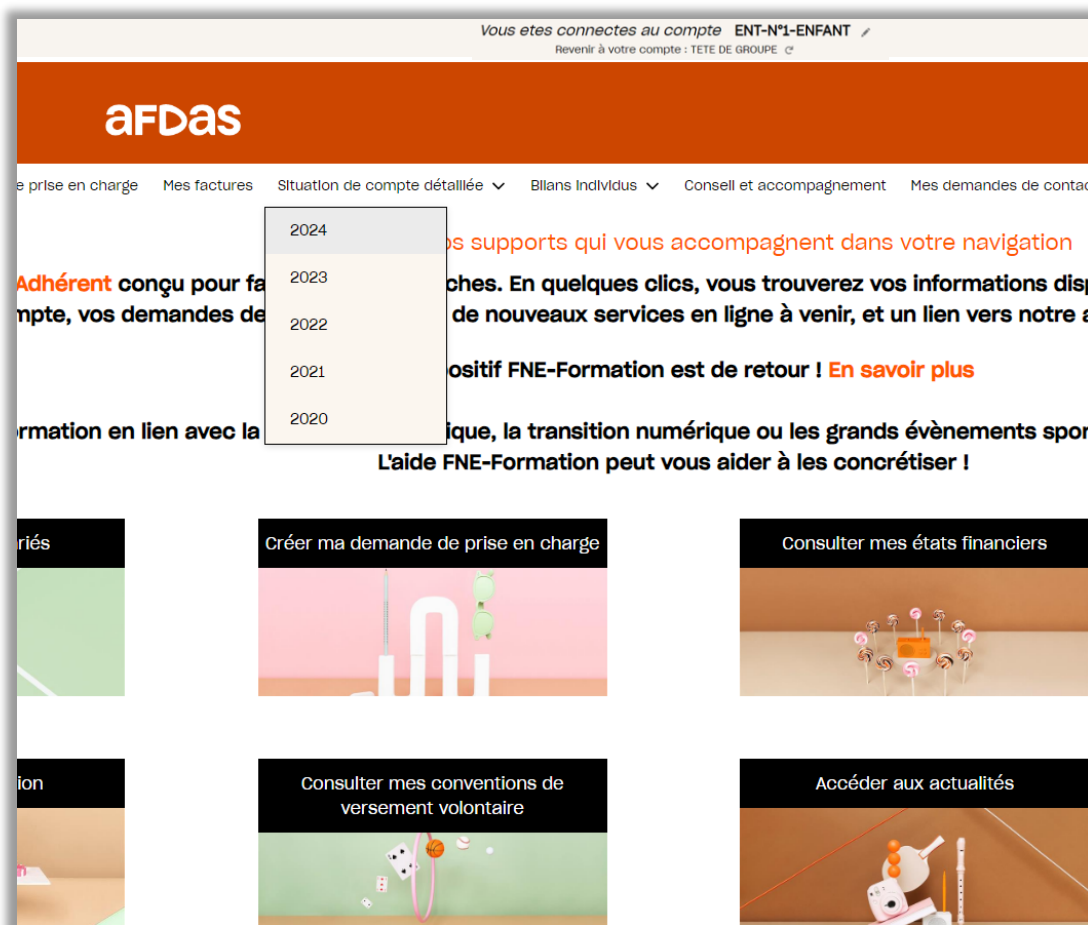 Vous etes connectes au compte ENT-N°1-ENFANT
Revenir à votre compte : TETE DE GROUPE
aFDas
e prise en charge Mes factures Situation de compte détaillée Bilans individus Conseil et accompagnement Mes demandes de contac
2024
2023
2022
2021
2020
os supports qui vous accompagnent dans votre navigation
Adhérent conçu pour fa ches. En quelques clics, vous trouverez vos informations disp
mpte, vos demandes de de nouveaux services en ligne à venir, et un lien vers notre a
ositif FNE-Formation est de retour ! En savoir plus
rmation en lien avec la ique, la transition numérique ou les grands évènements spor
L'aide FNE-Formation peut vous aider à les concrétiser !
riés
Créer ma demande de prise en charge
Consulter mes états financiers
ion
Consulter mes conventions de
versement volontaire
Accéder aux actualités